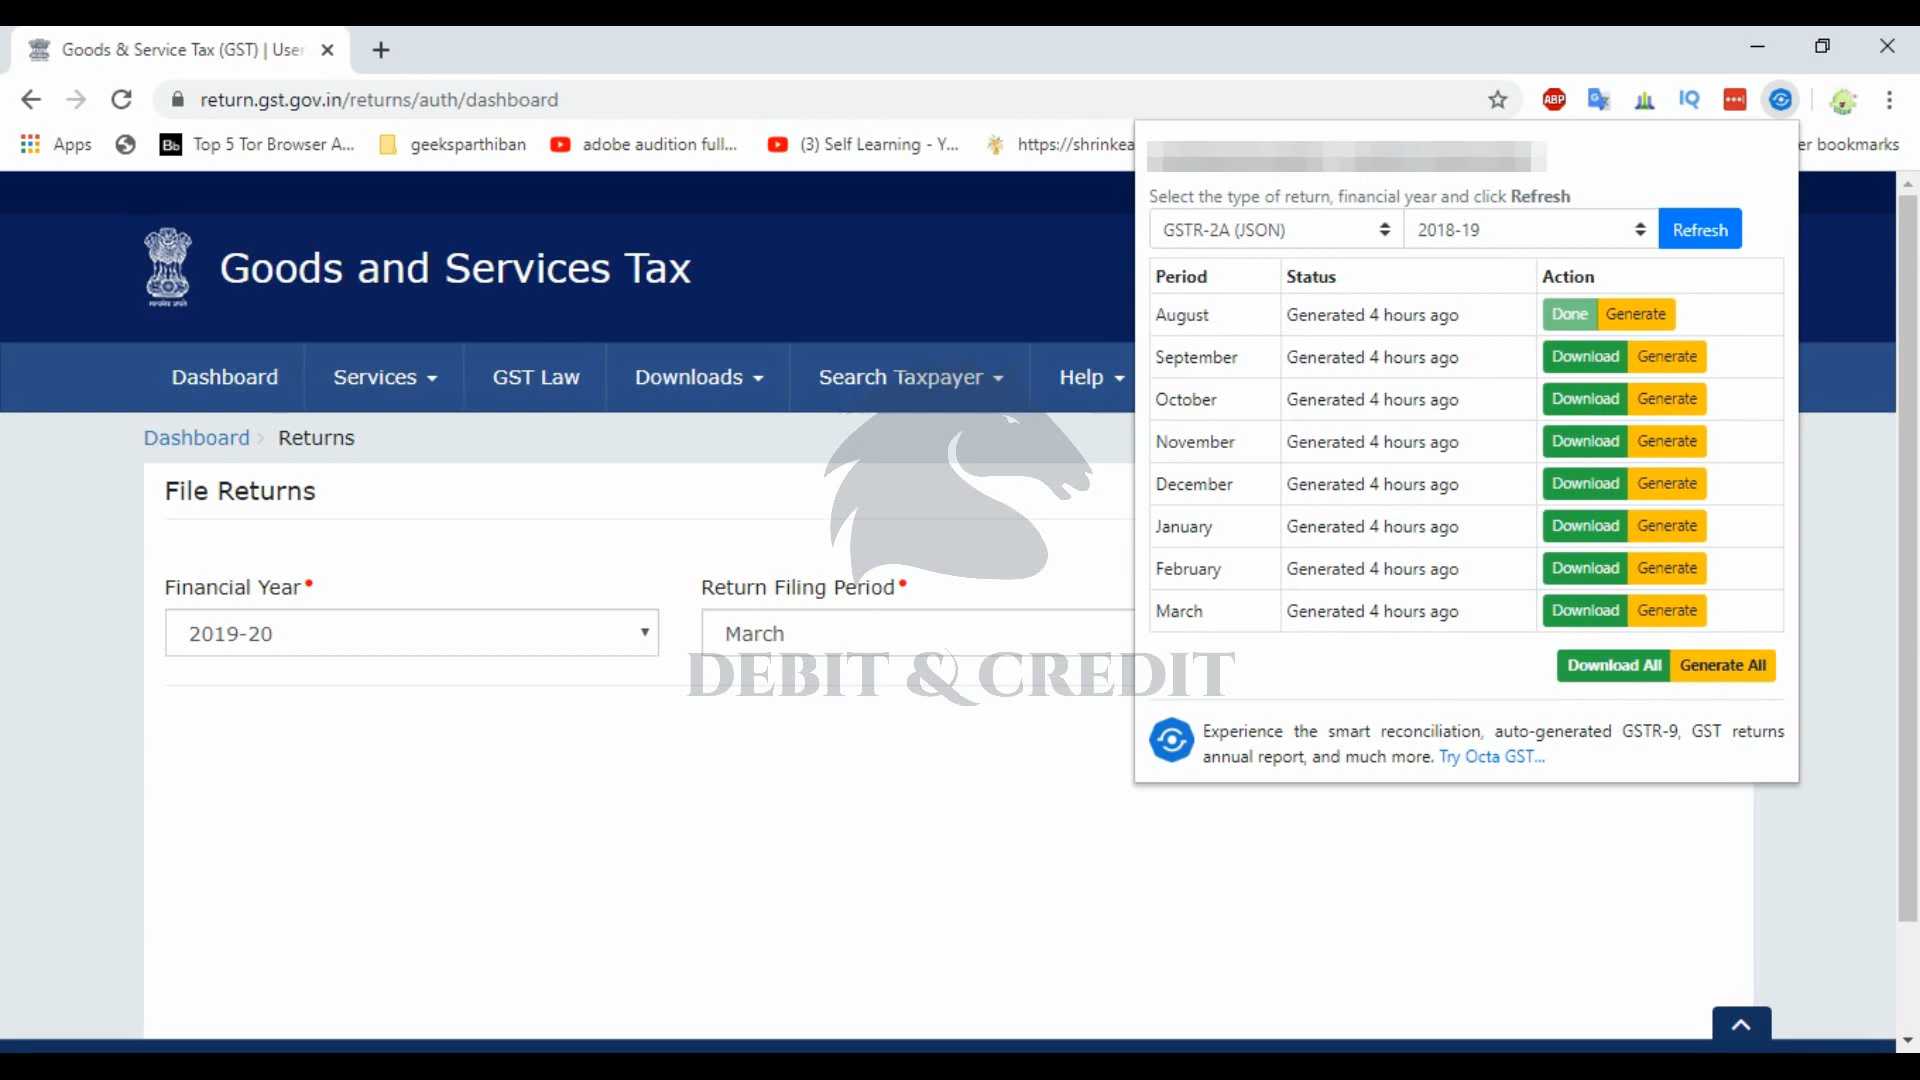 Goods & Service Tax (GST) | User
return.gst.gov.in/returns/auth/dashboard
ABP
IQ
Apps
Bb
Top 5 Tor Browser A...
geeksparthiban
adobe audition full...
(3) Self Learning - Y...
https://shrinkea
er bookmarks
Select the type of return, financial year and click Refresh
GSTR-2A (JSON)
2018-19
Refresh
Period
Status
Action
August
Generated 4 hours ago
Done
Generate
September
Generated 4 hours ago
Download
Generate
October
Generated 4 hours ago
Download
Generate
November
Generated 4 hours ago
Download
Generate
December
Generated 4 hours ago
Download
Generate
January
Generated 4 hours ago
Download
Generate
February
Generated 4 hours ago
Download
Generate
March
Generated 4 hours ago
Download
Generate
Download All
Generate All
Experience the smart reconciliation, auto-generated GSTR-9, GST returns
annual report, and much more. Try Octa GST...
Goods and Services Tax
Dashboard
Services
GST Law
Downloads
Search Taxpayer
Help
Dashboard
Returns
File Returns
Financial Year
Return Filing Period
2019-20
March
DEBIT & CREDIT